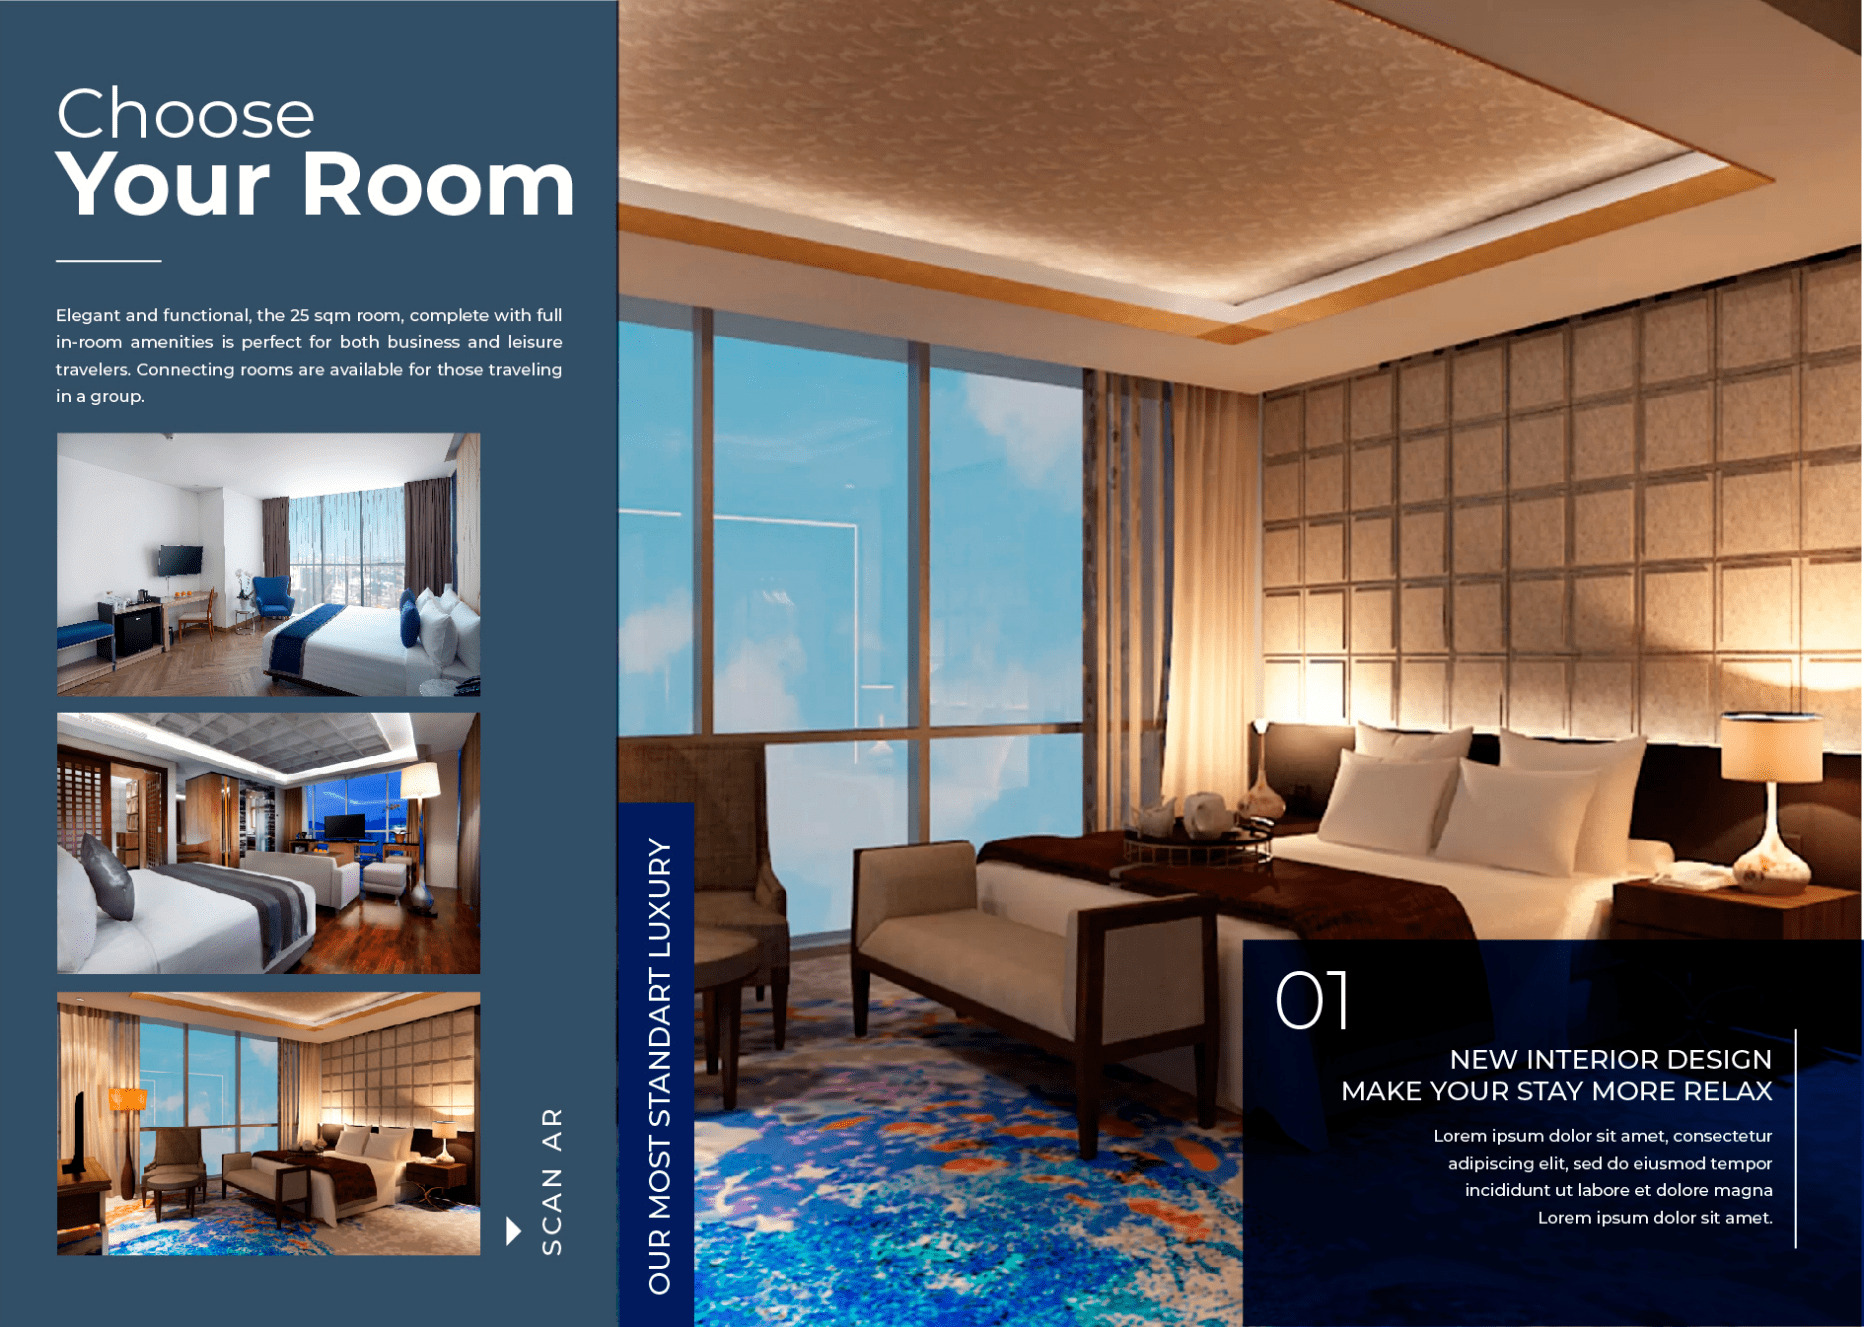 Choose
Your Room
Elegant and functional, the 25 sqm room, complete with full
in-room amenities is perfect for both business and leisure
travelers. Connecting rooms are available for those traveling
in a group.
SCAN AR
OUR MOST STANDART LUXURY
01
NEW INTERIOR DESIGN
MAKE YOUR STAY MORE RELAX
Lorem ipsum dolor sit amet, consectetur
adipiscing elit, sed do eiusmod tempor
incididunt ut labore et dolore magna
Lorem ipsum dolor sit amet.